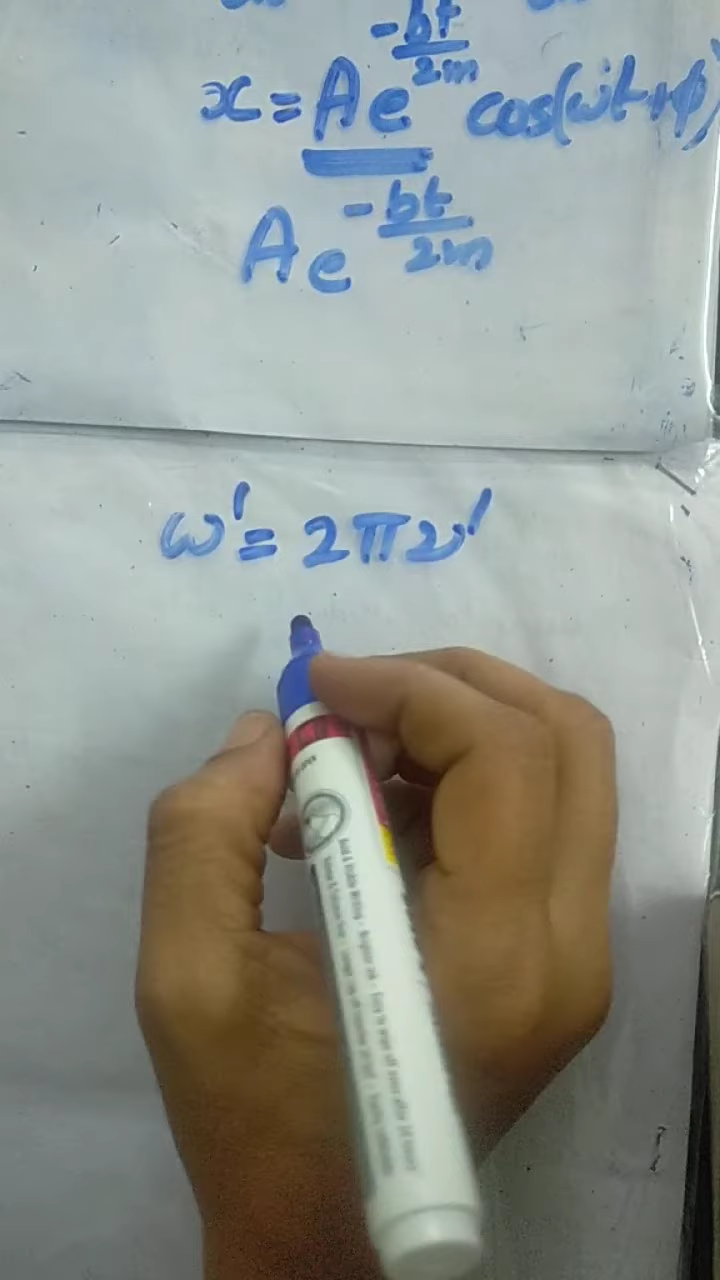 x = Ae^{-bt/2m} cos(ω't+φ)
Ae^{-bt/2m}
ω' = 2πν'